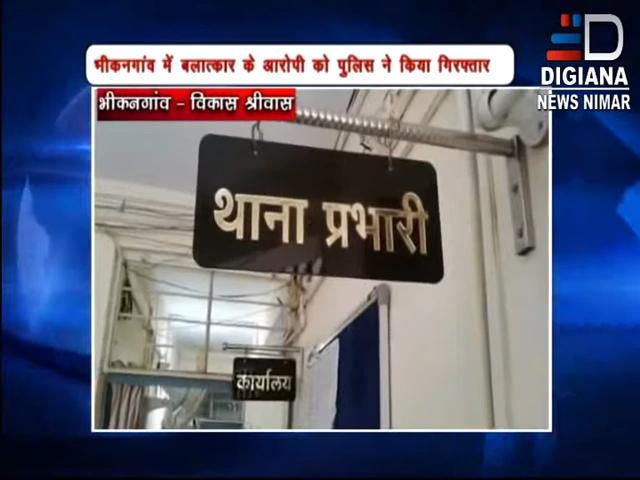 भीकनगांव में बलात्कार के आरोपी को पुलिस ने किया गिरफ्तार
DIGIANA
NEWS NIMAR
भीकनगांव - विकास श्रीवास
थाना प्रभारी
कार्यालय